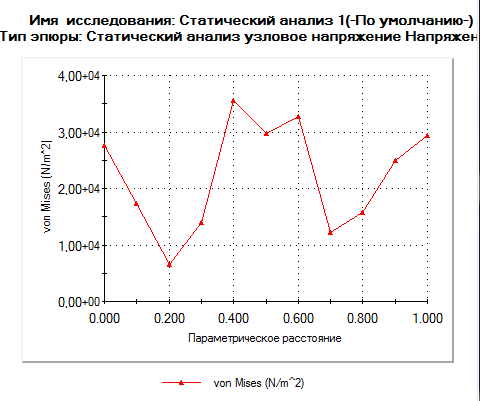 Имя исследования: Статический анализ 1(-По умолчанию-)
Тип эпюры: Статический анализ узловое напряжение Напряжен
von Mises (N/m^2)
4,00+04
3,00+04
2,00+04
1,00+04
0,00+00
0.000 0.200 0.400 0.600 0.800 1.000
Параметрическое расстояние
von Mises (N/m^2)